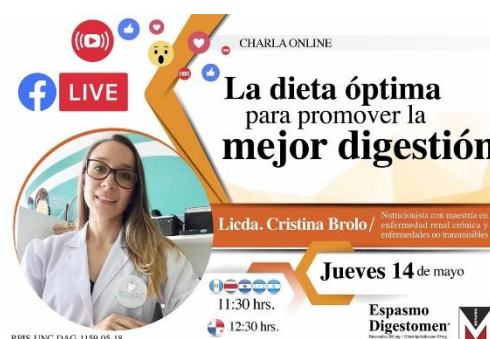 CHARLA ONLINE
LIVE
La dieta óptima
para promover la
mejor digestión
Licda. Cristina Brolo /
Nutricionista con maestría en
enfermedad renal crónica y
enfermedades no transmisibles
Jueves 14 de mayo
11:30 hrs.
12:30 hrs.
Espasmo
Digestomen